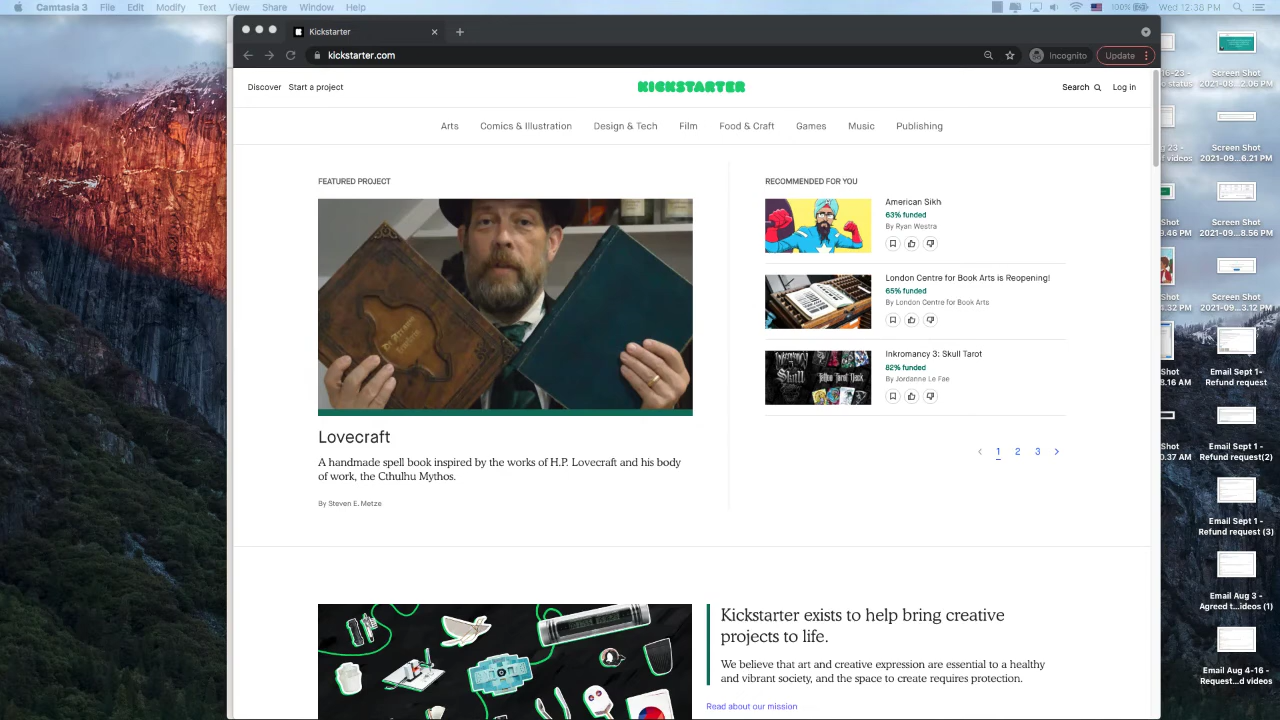 Camtasia 3 File Edit Modify Text View Share Window Help
100%
Sun 12:38 PM
Kickstarter
kickstarter.com
Incognito
Update
Discover Start a project
KICKSTARTER
Search
Log in
Arts Comics & Illustration Design & Tech Film Food & Craft Games Music Publishing
FEATURED PROJECT
Lovecraft
A handmade spell book inspired by the works of H.P. Lovecraft and his body
of work, the Cthulhu Mythos.
By Steven E. Metze
RECOMMENDED FOR YOU
American Sikh
63% funded
By Ryan Westra
London Centre for Book Arts is Reopening!
65% funded
By London Centre for Book Arts
Inkromancy 3: Skull Tarot
82% funded
By Jordanne Le Fae
1 2 3
Kickstarter exists to help bring creative
projects to life.
We believe that art and creative expression are essential to a healthy
and vibrant society, and the space to create requires protection.
Read about our mission
Screen Shot
2021-08...2.06 PM
Screen Shot
2021-09...6.21 PM
Screen Shot
2021-09...8.56 PM
Screen Shot
2021-09...3.12 PM
Email Sept 1-
Refund request
Email Sept 1 -
Refund request(2)
Email Sept 1 -
Refund request (3)
Email Aug 3 -
Agreed t...ideos (1)
Email Aug 4-16 -
Request...d videos